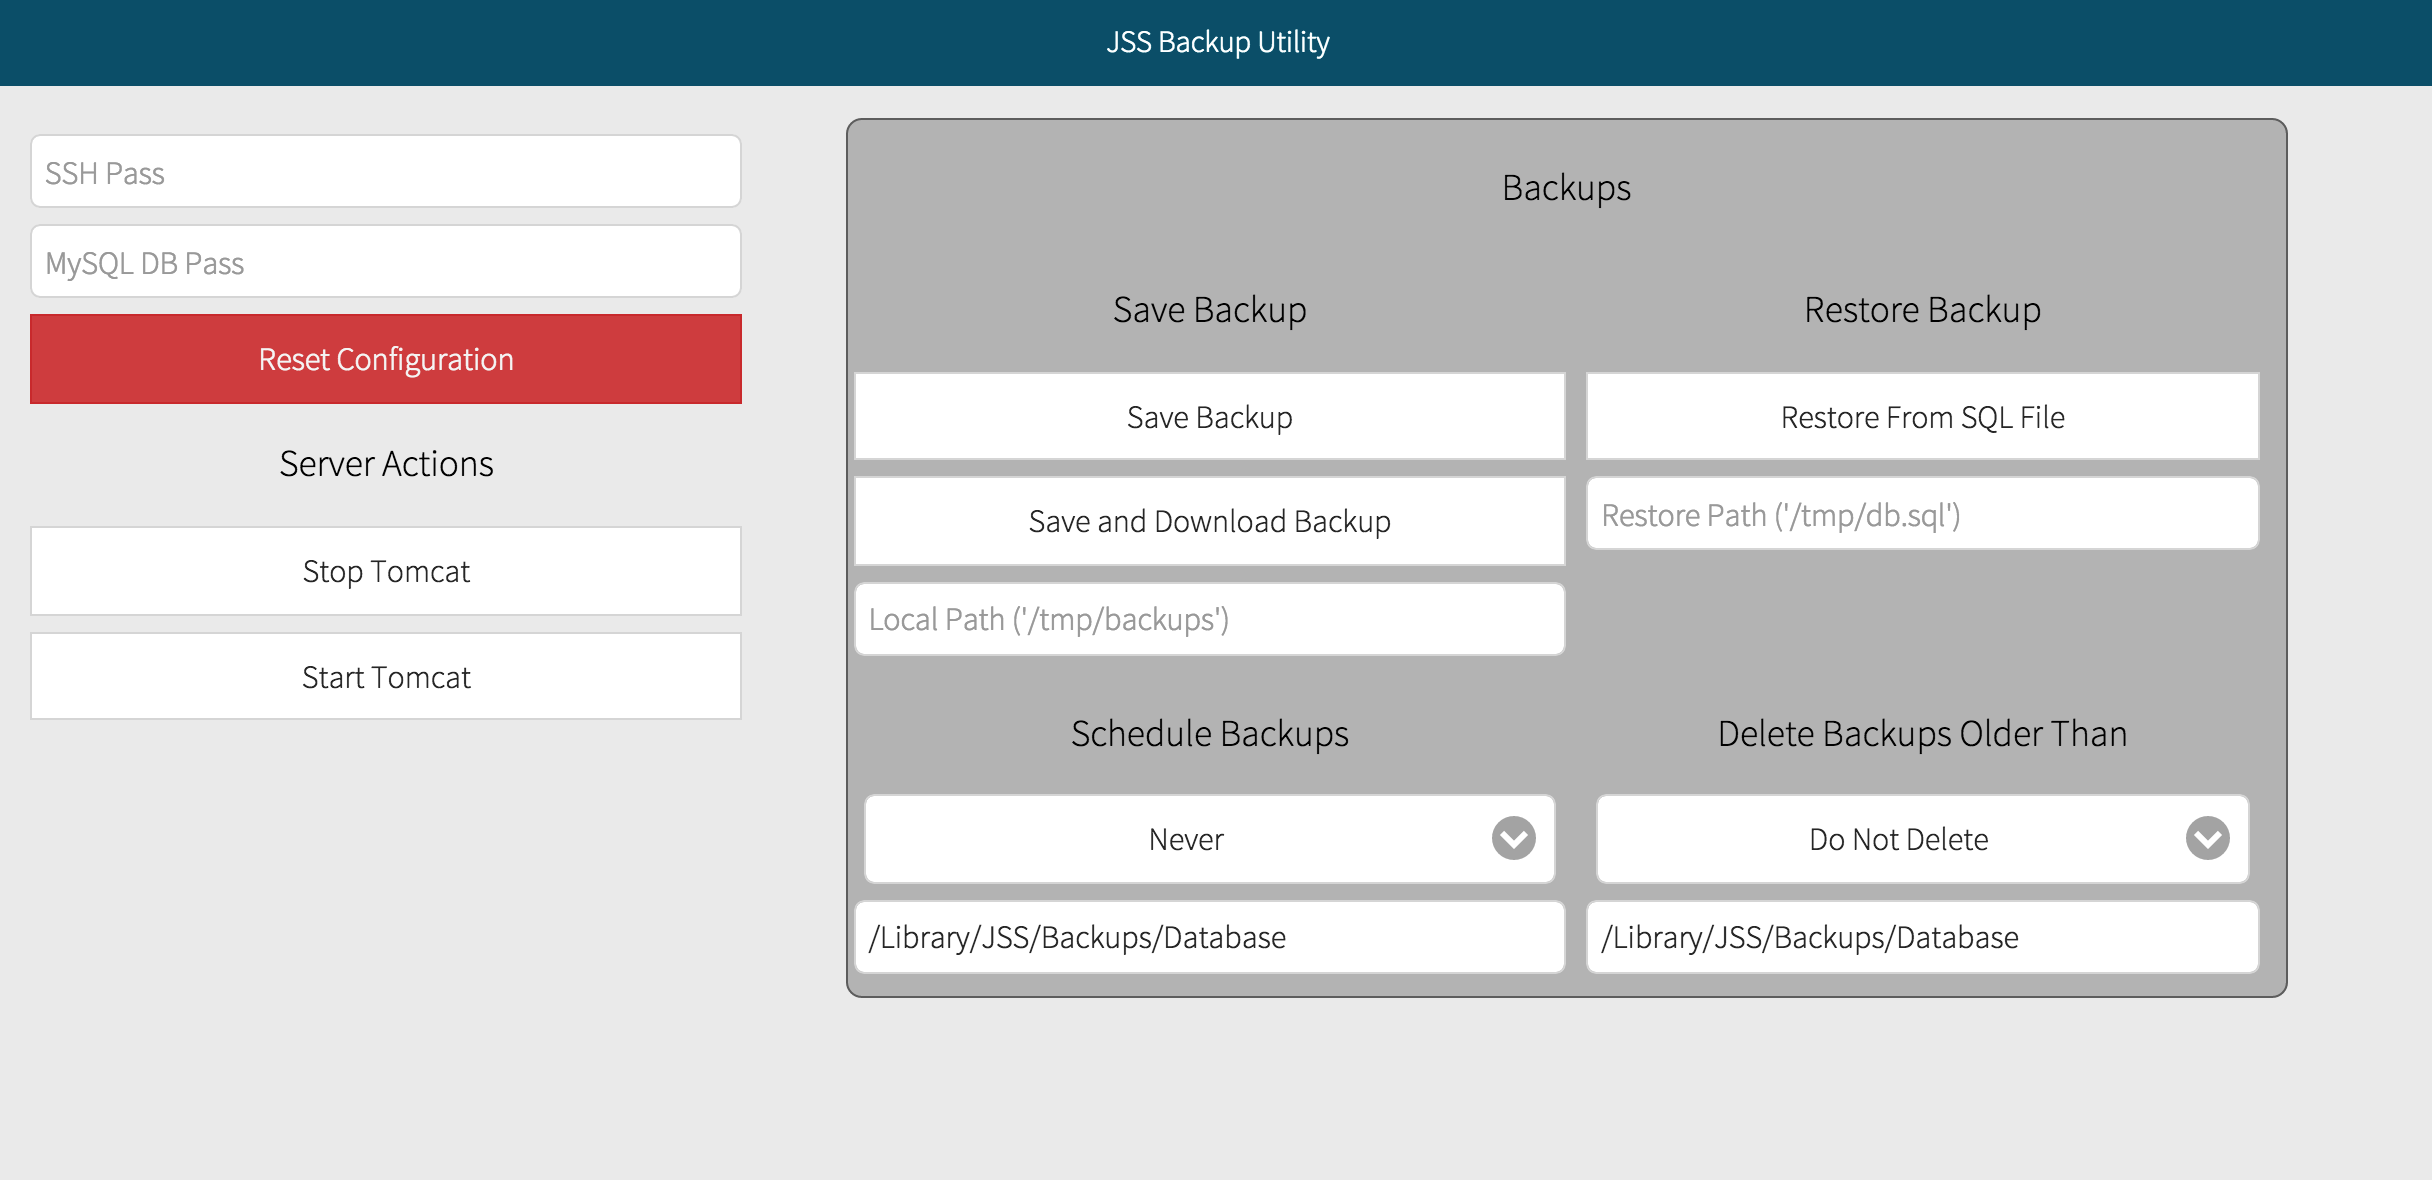 JSS Backup Utility
SSH Pass
MySQL DB Pass
Reset Configuration
Server Actions
Stop Tomcat
Start Tomcat
Backups
Save Backup
Save Backup
Save and Download Backup
Local Path ('/tmp/backups')
Restore Backup
Restore From SQL File
Restore Path ('/tmp/db.sql')
Schedule Backups
Never
/Library/JSS/Backups/Database
Delete Backups Older Than
Do Not Delete
/Library/JSS/Backups/Database